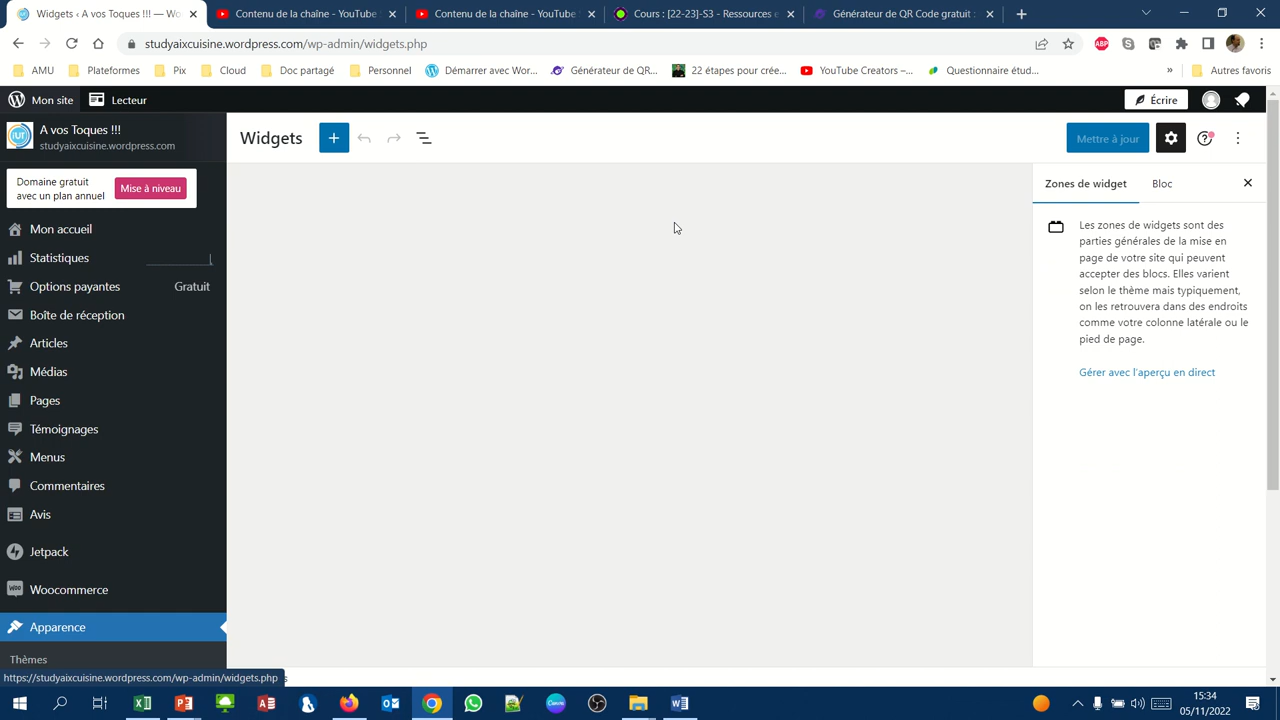 Widgets ‹ A vos Toques !!! — Wo
Contenu de la chaîne - YouTube
Contenu de la chaîne - YouTube
Cours : [22-23]-S3 - Ressources e
Générateur de QR Code gratuit :
studyaixcuisine.wordpress.com/wp-admin/widgets.php
ABP
AMU
Plateformes
Pix
Cloud
Doc partagé
Personnel
Démarrer avec Wor...
Générateur de QR...
22 étapes pour crée...
YouTube Creators –...
Questionnaire étud...
»
Autres favoris
Mon site
Lecteur
Écrire
A vos Toques !!!
studyaixcuisine.wordpress.com
Widgets
Mettre à jour
Domaine gratuit
avec un plan annuel
Mise à niveau
Zones de widget
Bloc
Mon accueil
Statistiques
Options payantes
Gratuit
Boîte de réception
Articles
Médias
Pages
Témoignages
Menus
Commentaires
Avis
Jetpack
Woocommerce
Apparence
Thèmes
Les zones de widgets sont des
parties générales de la mise en
page de votre site qui peuvent
accepter des blocs. Elles varient
selon le thème mais typiquement,
on les retrouvera dans des endroits
comme votre colonne latérale ou le
pied de page.
Gérer avec l'aperçu en direct
https://studyaixcuisine.wordpress.com/wp-admin/widgets.php
15:34
05/11/2022